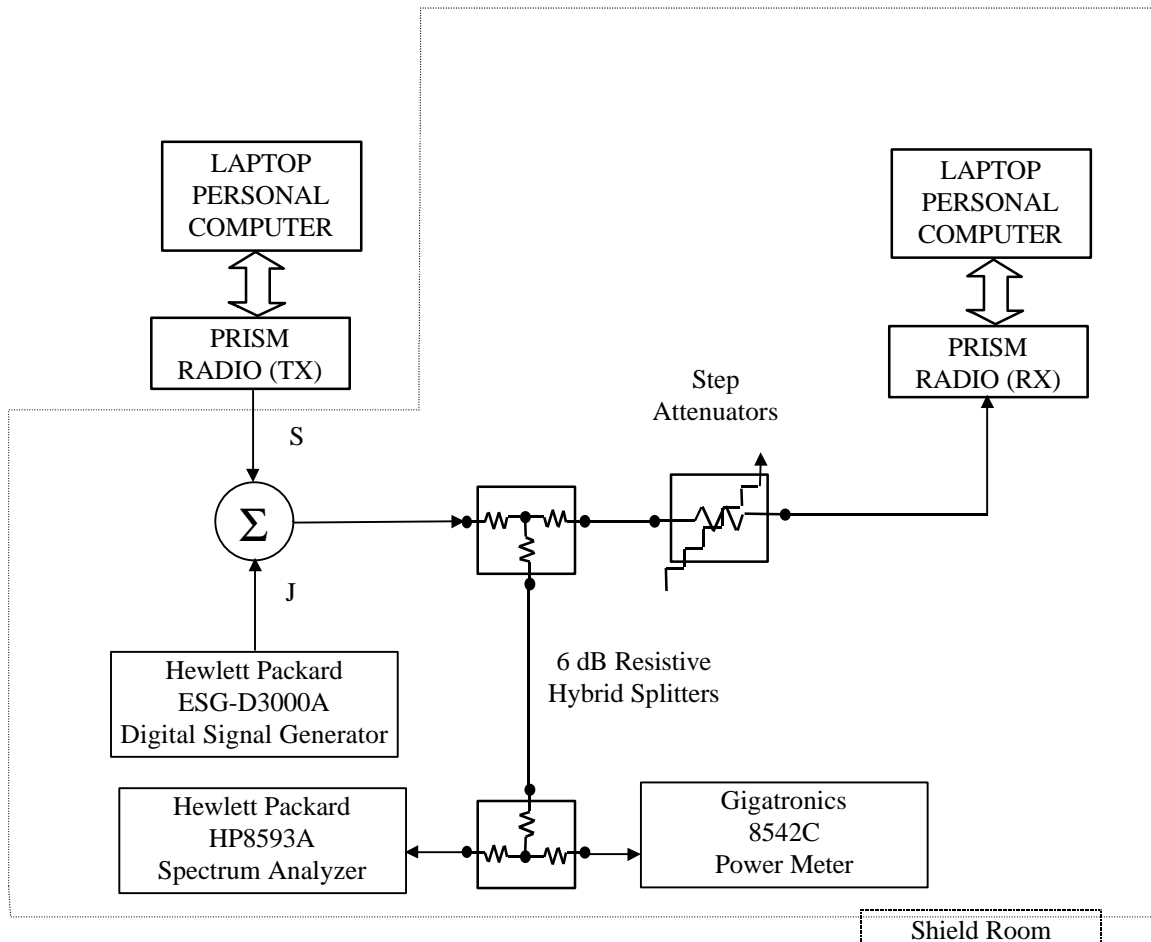 LAPTOP
PERSONAL
COMPUTER
LAPTOP
PERSONAL
COMPUTER
PRISM
RADIO (TX)
PRISM
RADIO (RX)
Step
Attenuators
S
Σ
J
Hewlett Packard
ESG-D3000A
Digital Signal Generator
6 dB Resistive
Hybrid Splitters
Hewlett Packard
HP8593A
Spectrum Analyzer
Gigatronics
8542C
Power Meter
Shield Room